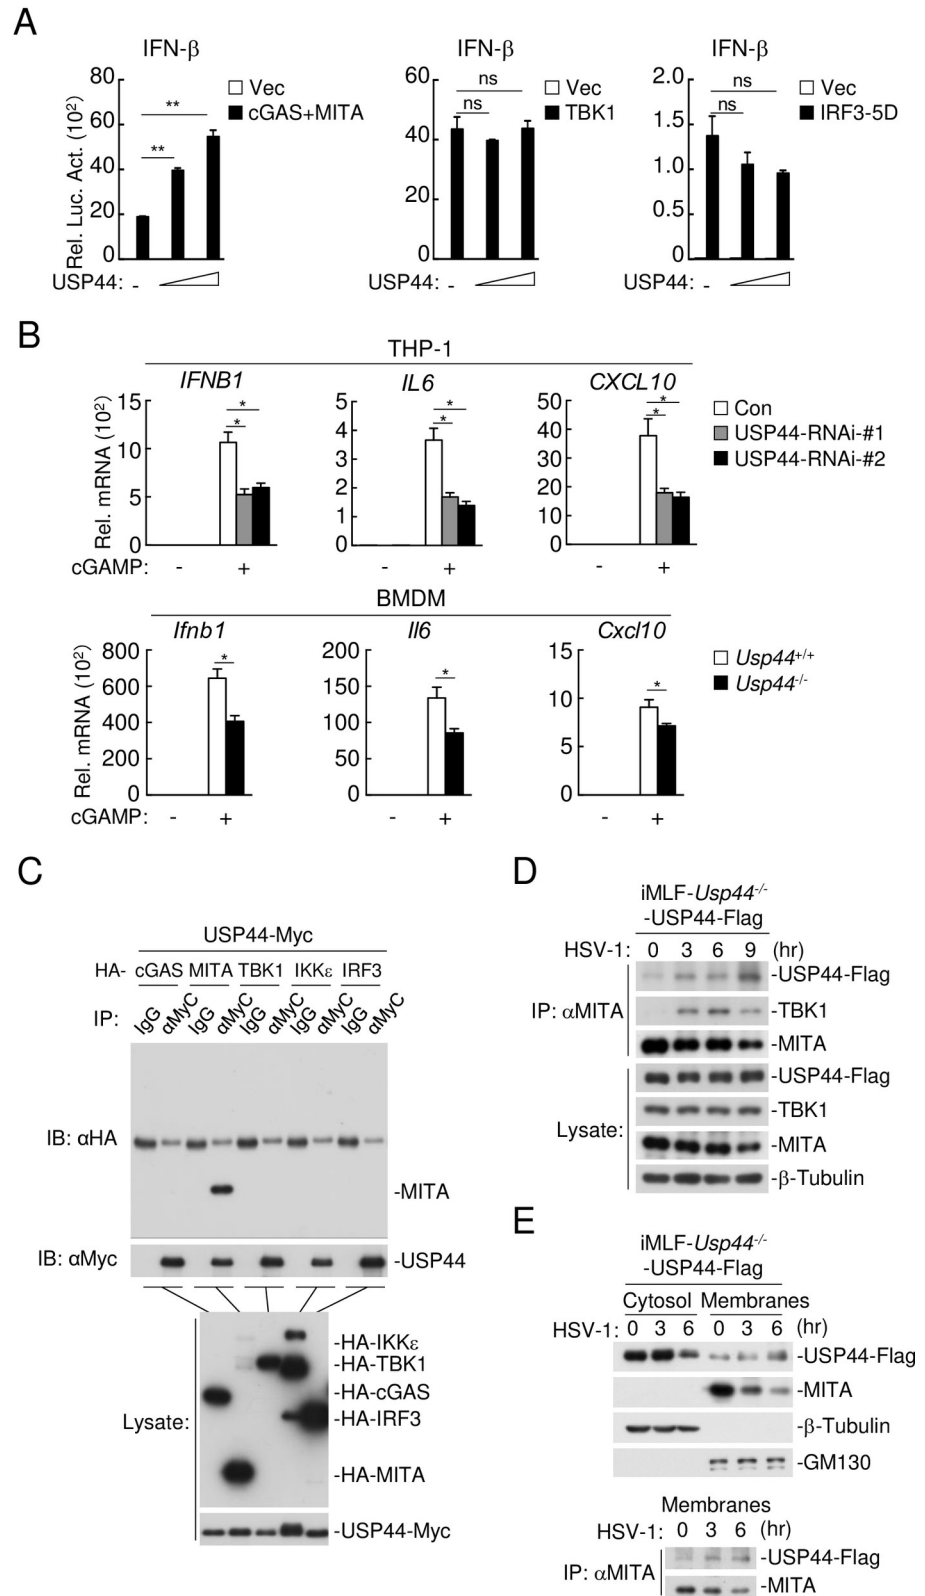 A
IFN-β IFN-β IFN-β
Rel. Luc. Act. (10²)
80 60 40 20 0
** **
Vec
cGAS+MITA
USP44: -
60 40 20 0
ns ns
Vec
TBK1
USP44: -
2.0 1.5 1.0 0.5 0
ns ns
Vec
IRF3-5D
USP44: -
B
THP-1
IFNB1 IL6 CXCL10
Rel. mRNA (10²)
15 10 5 0
* *
5 4 3 2 1 0
* *
50 40 30 20 10 0
* *
Con
USP44-RNAi-#1
USP44-RNAi-#2
cGAMP: - + - + - +
BMDM
Ifnb1 Il6 Cxcl10
Rel. mRNA (10²)
800 600 400 200 0
*
200 150 100 50 0
*
15 10 5 0
*
Usp44+/+
Usp44-/-
cGAMP: - + - + - +
C
USP44-Myc
HA- cGAS MITA TBK1 IKKε IRF3
IP: IgG αMyC IgG αMyC IgG αMyC IgG αMyC IgG αMyC
IB: αHA
-MITA
IB: αMyc -USP44
Lysate:
-HA-IKKε
-HA-TBK1
-HA-cGAS
-HA-IRF3
-HA-MITA
-USP44-Myc
D
iMLF-Usp44-/-
-USP44-Flag
HSV-1: 0 3 6 9 (hr)
IP: αMITA
-USP44-Flag
-TBK1
-MITA
Lysate:
-USP44-Flag
-TBK1
-MITA
-β-Tubulin
E
iMLF-Usp44-/-
-USP44-Flag
Cytosol Membranes
HSV-1: 0 3 6 0 3 6 (hr)
-USP44-Flag
-MITA
-β-Tubulin
-GM130
Membranes
HSV-1: 0 3 6 (hr)
IP: αMITA
-USP44-Flag
-MITA